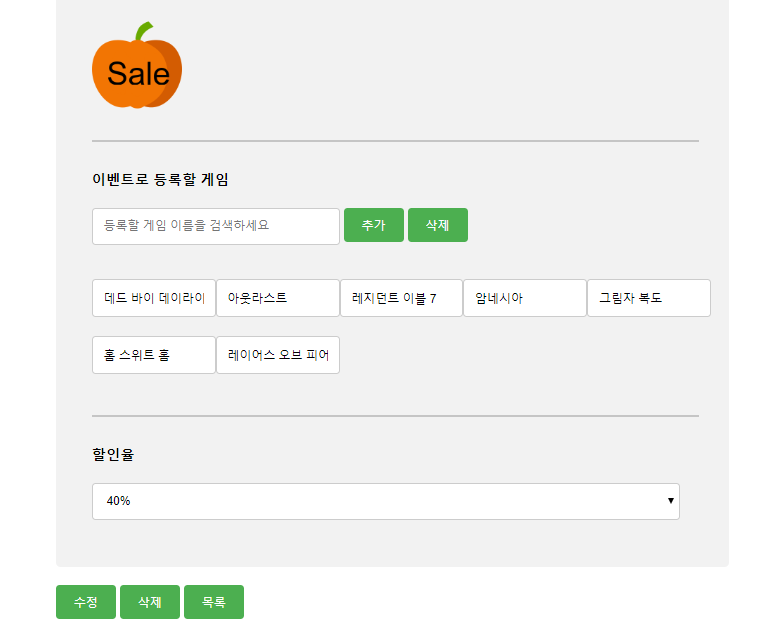 Sale
이벤트로 등록할 게임
등록할 게임 이름을 검색하세요 추가 삭제
데드 바이 데이라이 아웃라스트 레지던트 이블 7 암네시아 그림자 복도
홈 스위트 홈 레이어스 오브 피어
할인율
40%
수정 삭제 목록